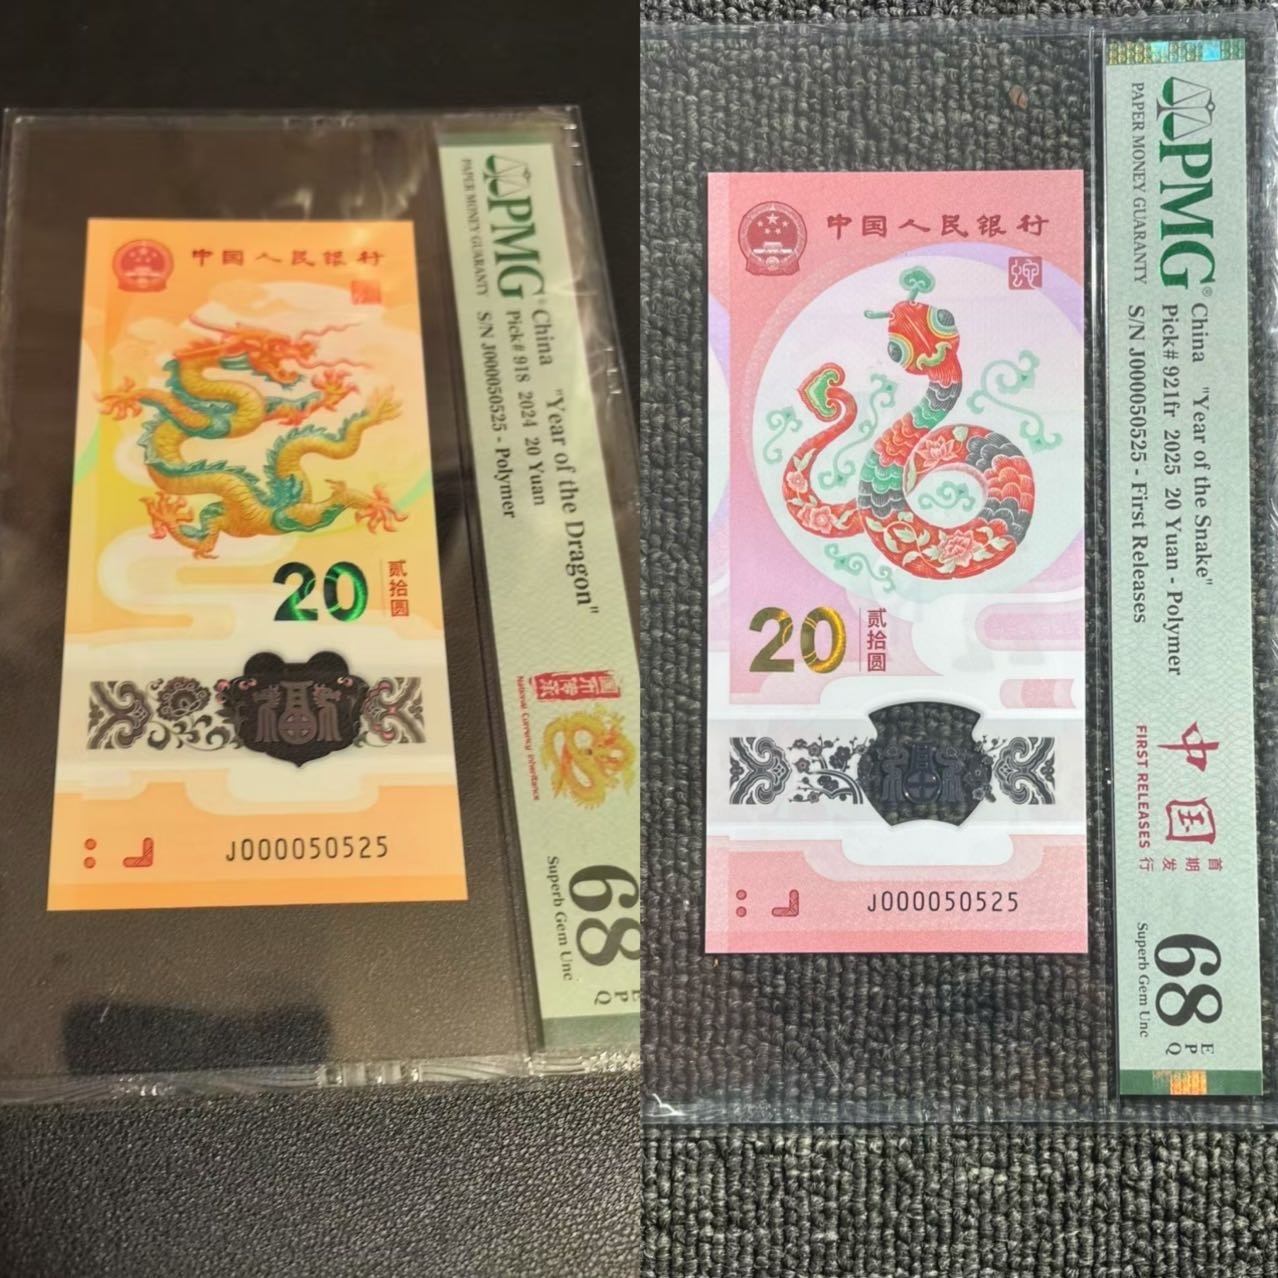 中国人民银行
20
贰拾圆
J000050525
PMG®
PAPER MONEY GUARANTY
China "Year of the Dragon"
Pick# 918 2024 20 Yuan
S/N J000050525 - Polymer
National Currency Inheritance
68
EPQ
Superb Gem Unc
中国人民银行
20
贰拾圆
J000050525
PMG®
PAPER MONEY GUARANTY
China "Year of the Snake"
Pick# 921fr 2025 20 Yuan - Polymer
S/N J000050525 - First Releases
中国
FIRST RELEASES
首期发行
68
EPQ
Superb Gem Unc